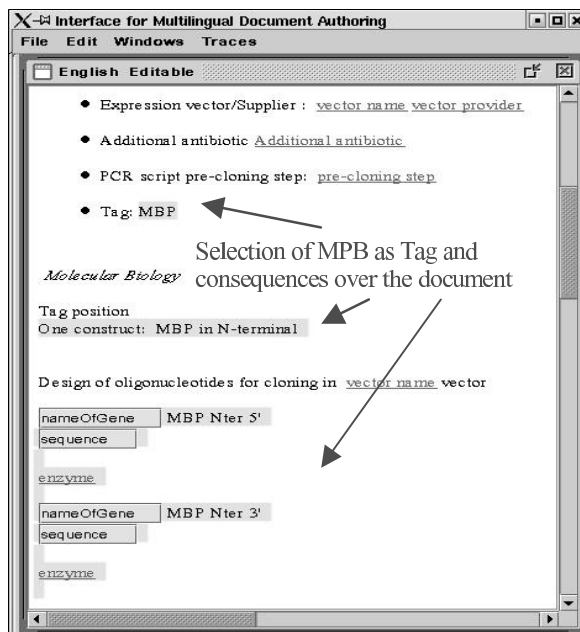 Interface for Multilingual Document Authoring
File Edit Windows Traces
English Editable
Expression vector/Supplier : vector name vector provider
Additional antibiotic Additional antibiotic
PCR script pre-cloning step: pre-cloning step
Tag: MBP
Selection of MPB as Tag and
consequences over the document
Molecular Biology
Tag position
One construct: MBP in N-terminal
Design of oligonucleotides for cloning in vector name vector
nameOfGene MBP Nter 5'
sequence
enzyme
nameOfGene MBP Nter 3'
sequence
enzyme